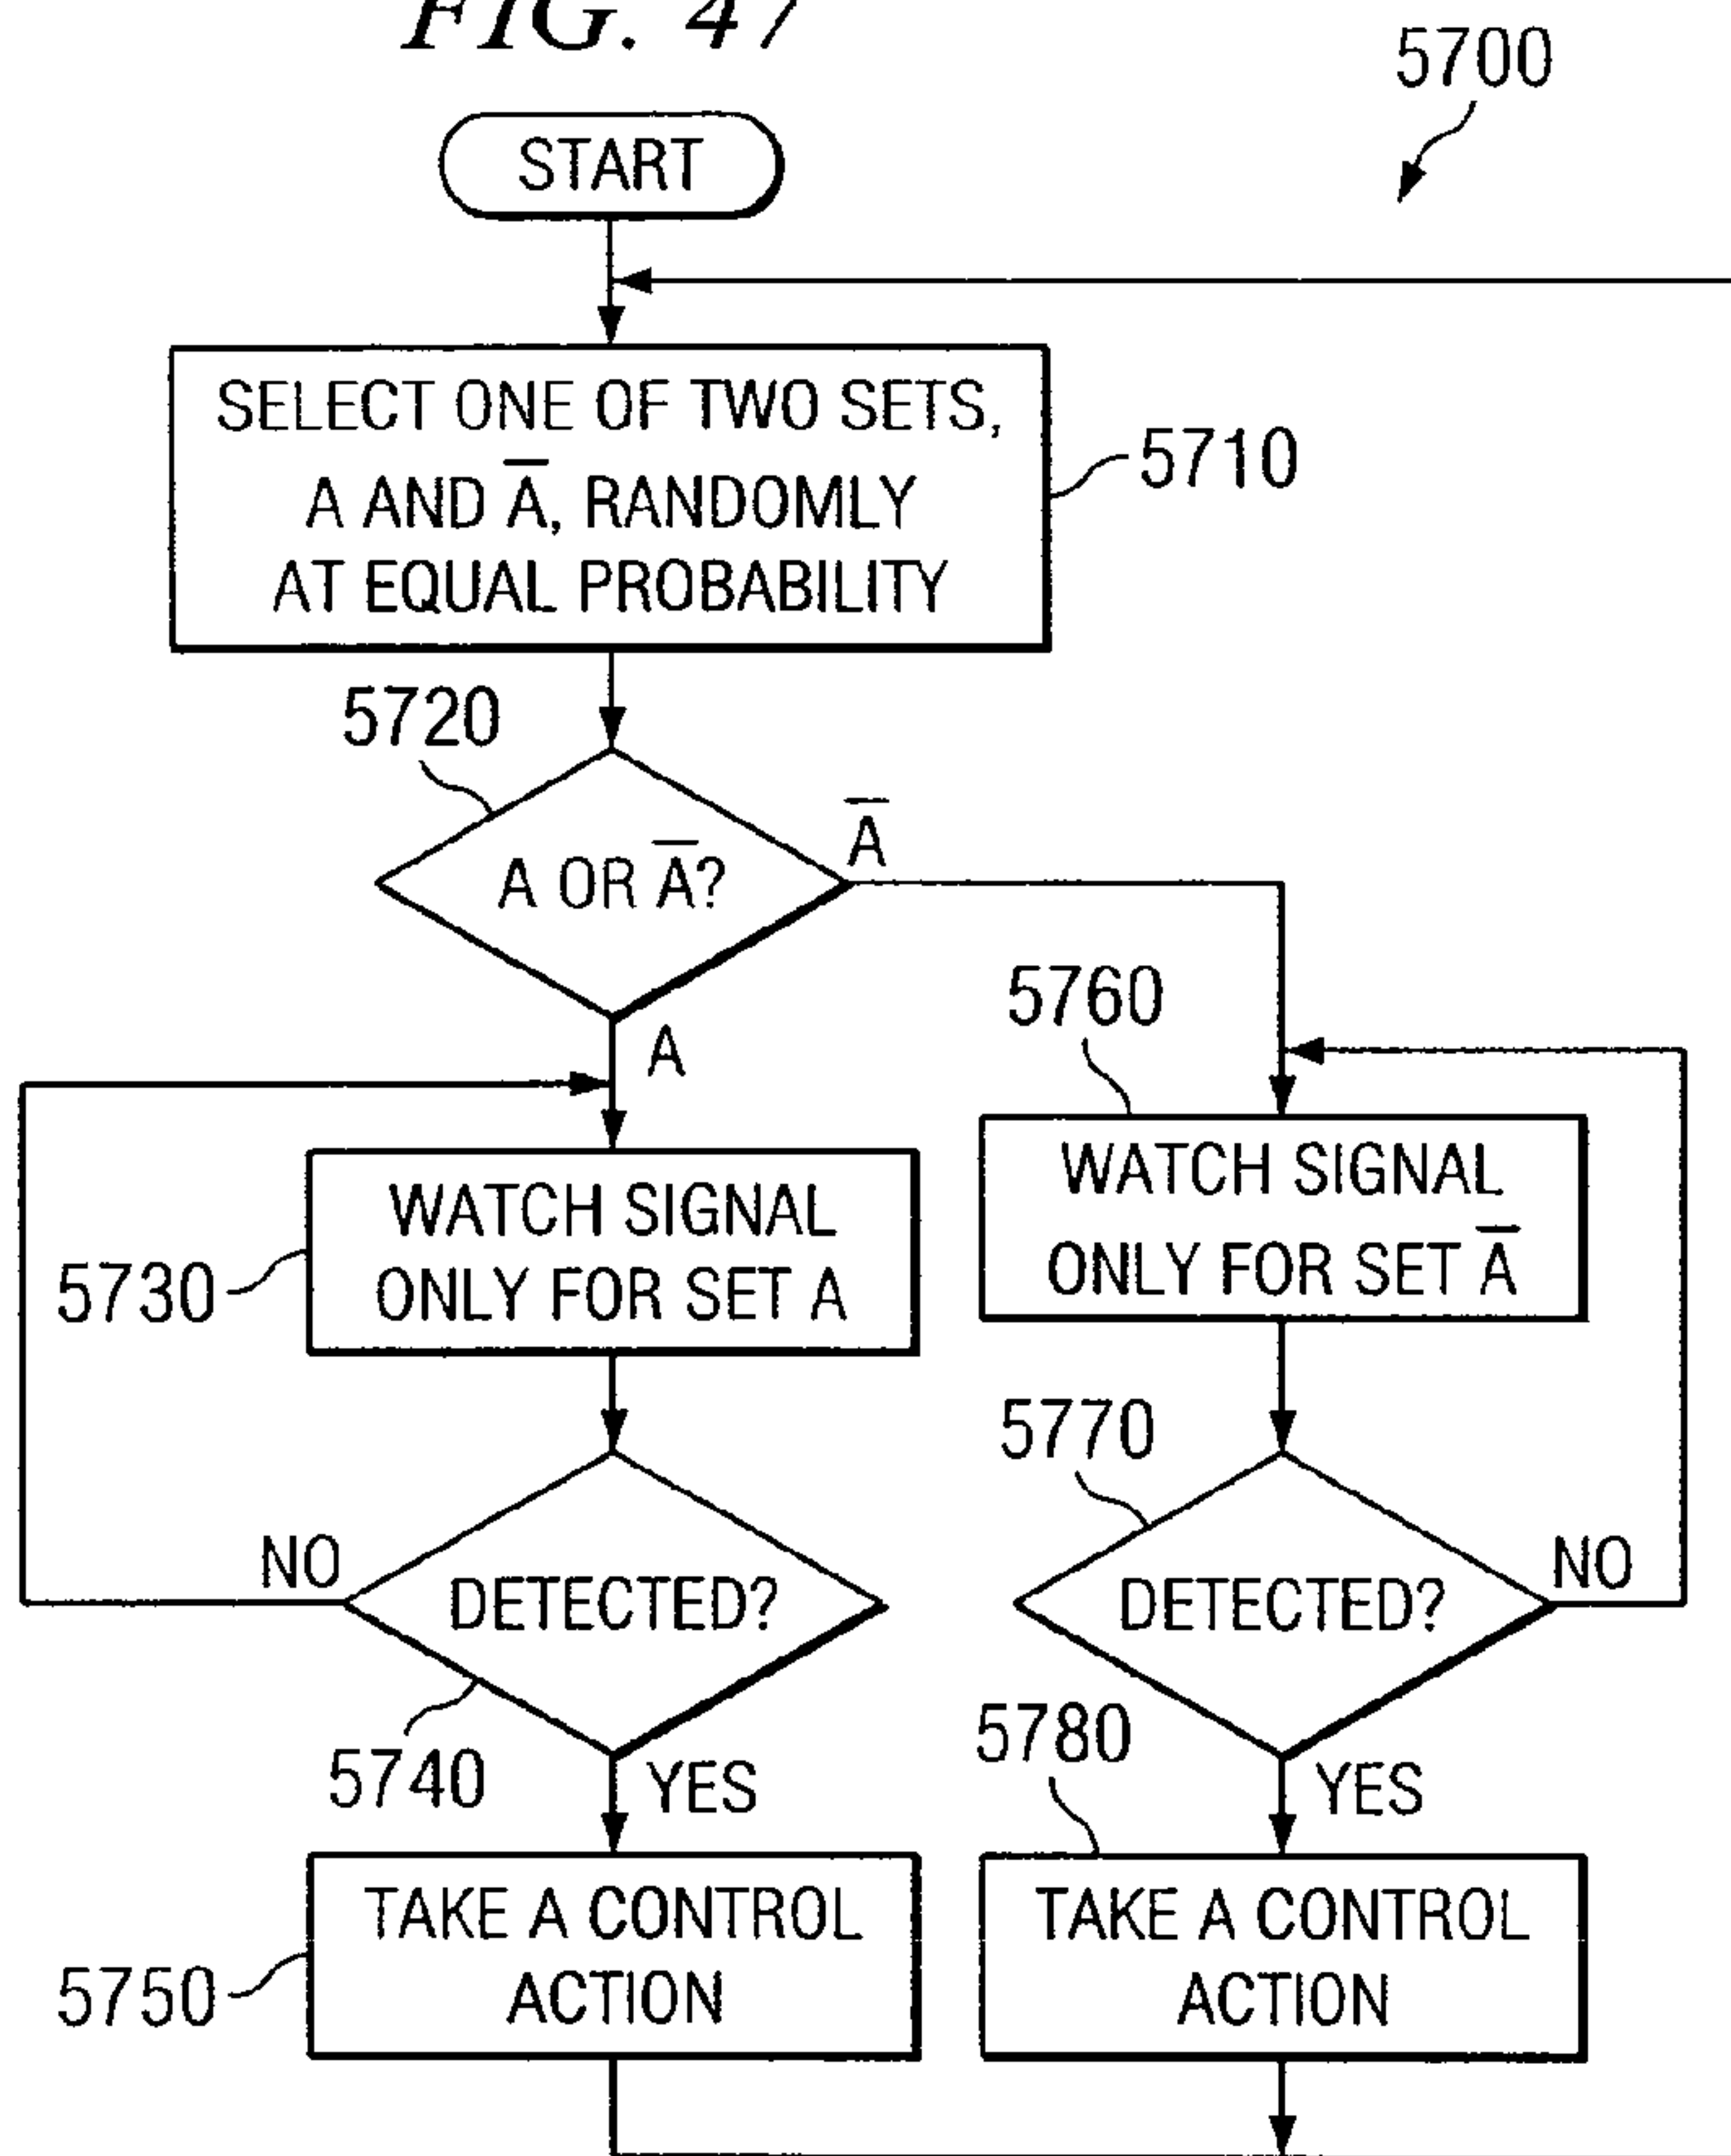 FIG. 47
5700
START
SELECT ONE OF TWO SETS,
A AND A̅, RANDOMLY
AT EQUAL PROBABILITY
5710
5720
A OR A̅?
A̅
A
5760
WATCH SIGNAL
ONLY FOR SET A
5730
WATCH SIGNAL
ONLY FOR SET A̅
5770
NO
DETECTED?
5740
YES
DETECTED?
NO
5780
YES
TAKE A CONTROL
ACTION
5750
TAKE A CONTROL
ACTION